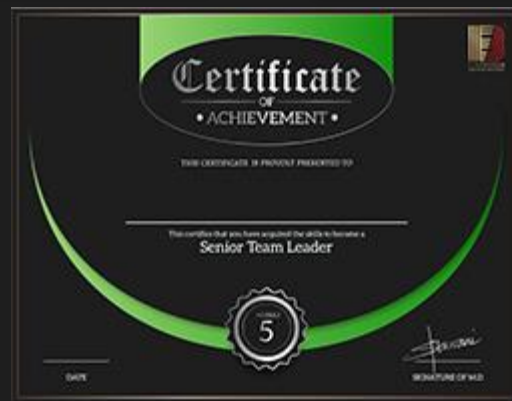 Certificate
OF
• ACHIEVEMENT •
THIS CERTIFICATE IS PROUDLY PRESENTED TO
This certifies that you have acquired the skills to become a
Senior Team Leader
5
DATE
SIGNATURE OF M.D